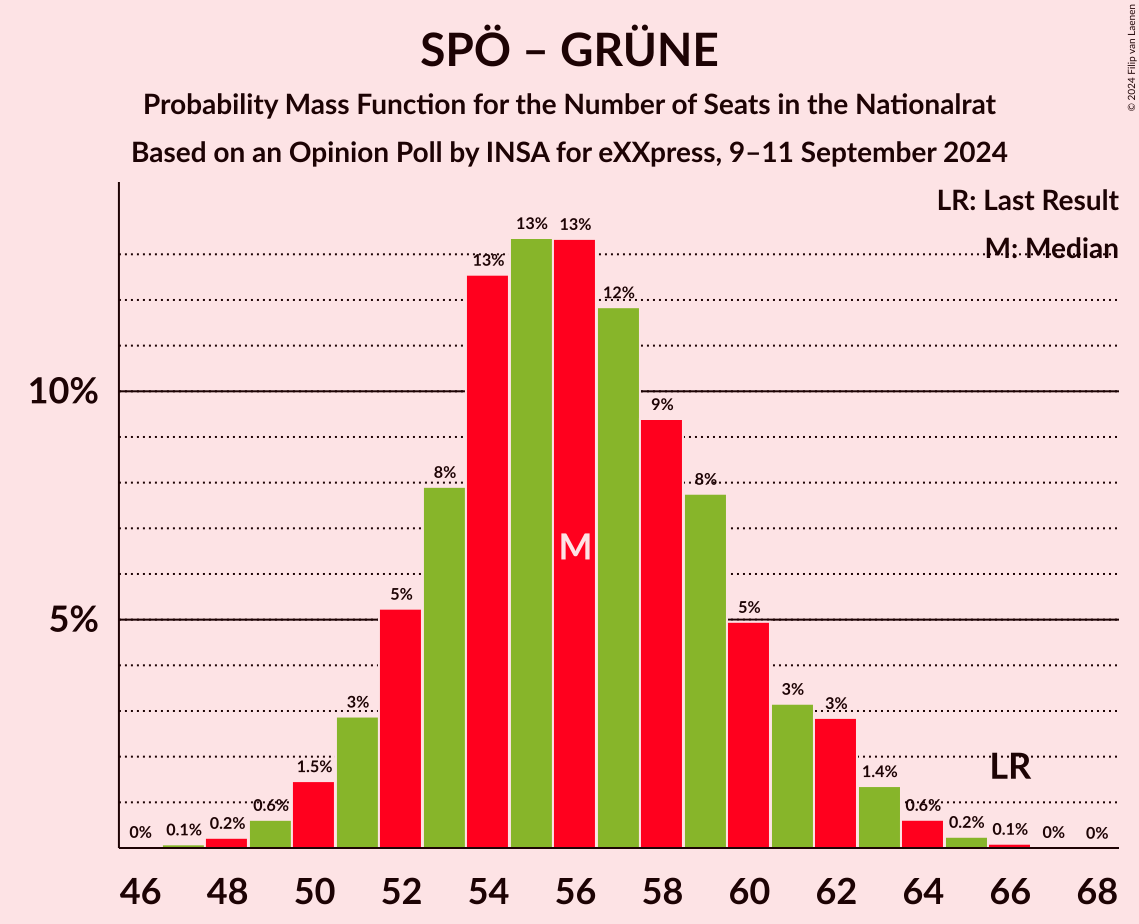 SPÖ – GRÜNE
Probability Mass Function for the Number of Seats in the Nationalrat
Based on an Opinion Poll by INSA for eXXpress, 9–11 September 2024
© 2024 Filip van Laenen
LR: Last Result
M: Median
10%
5%
0% 0.1% 0.2% 0.6% 1.5% 3% 5% 8% 13% 13% 13% 12% 9% 8% 5% 3% 3% 1.4% 0.6% 0.2% 0.1% 0% 0%
M
LR
46 48 50 52 54 56 58 60 62 64 66 68